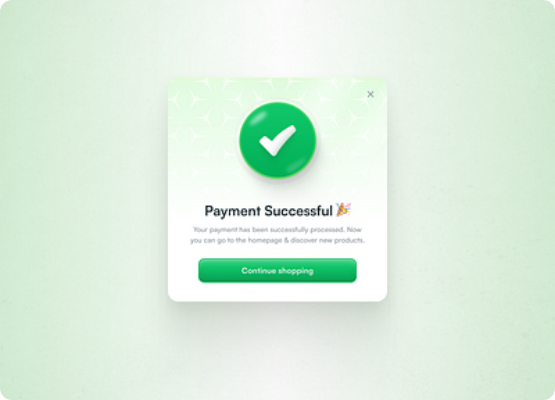 Payment Successful 🎉
Your payment has been successfully processed. Now
you can go to the homepage & discover new products.
Continue shopping